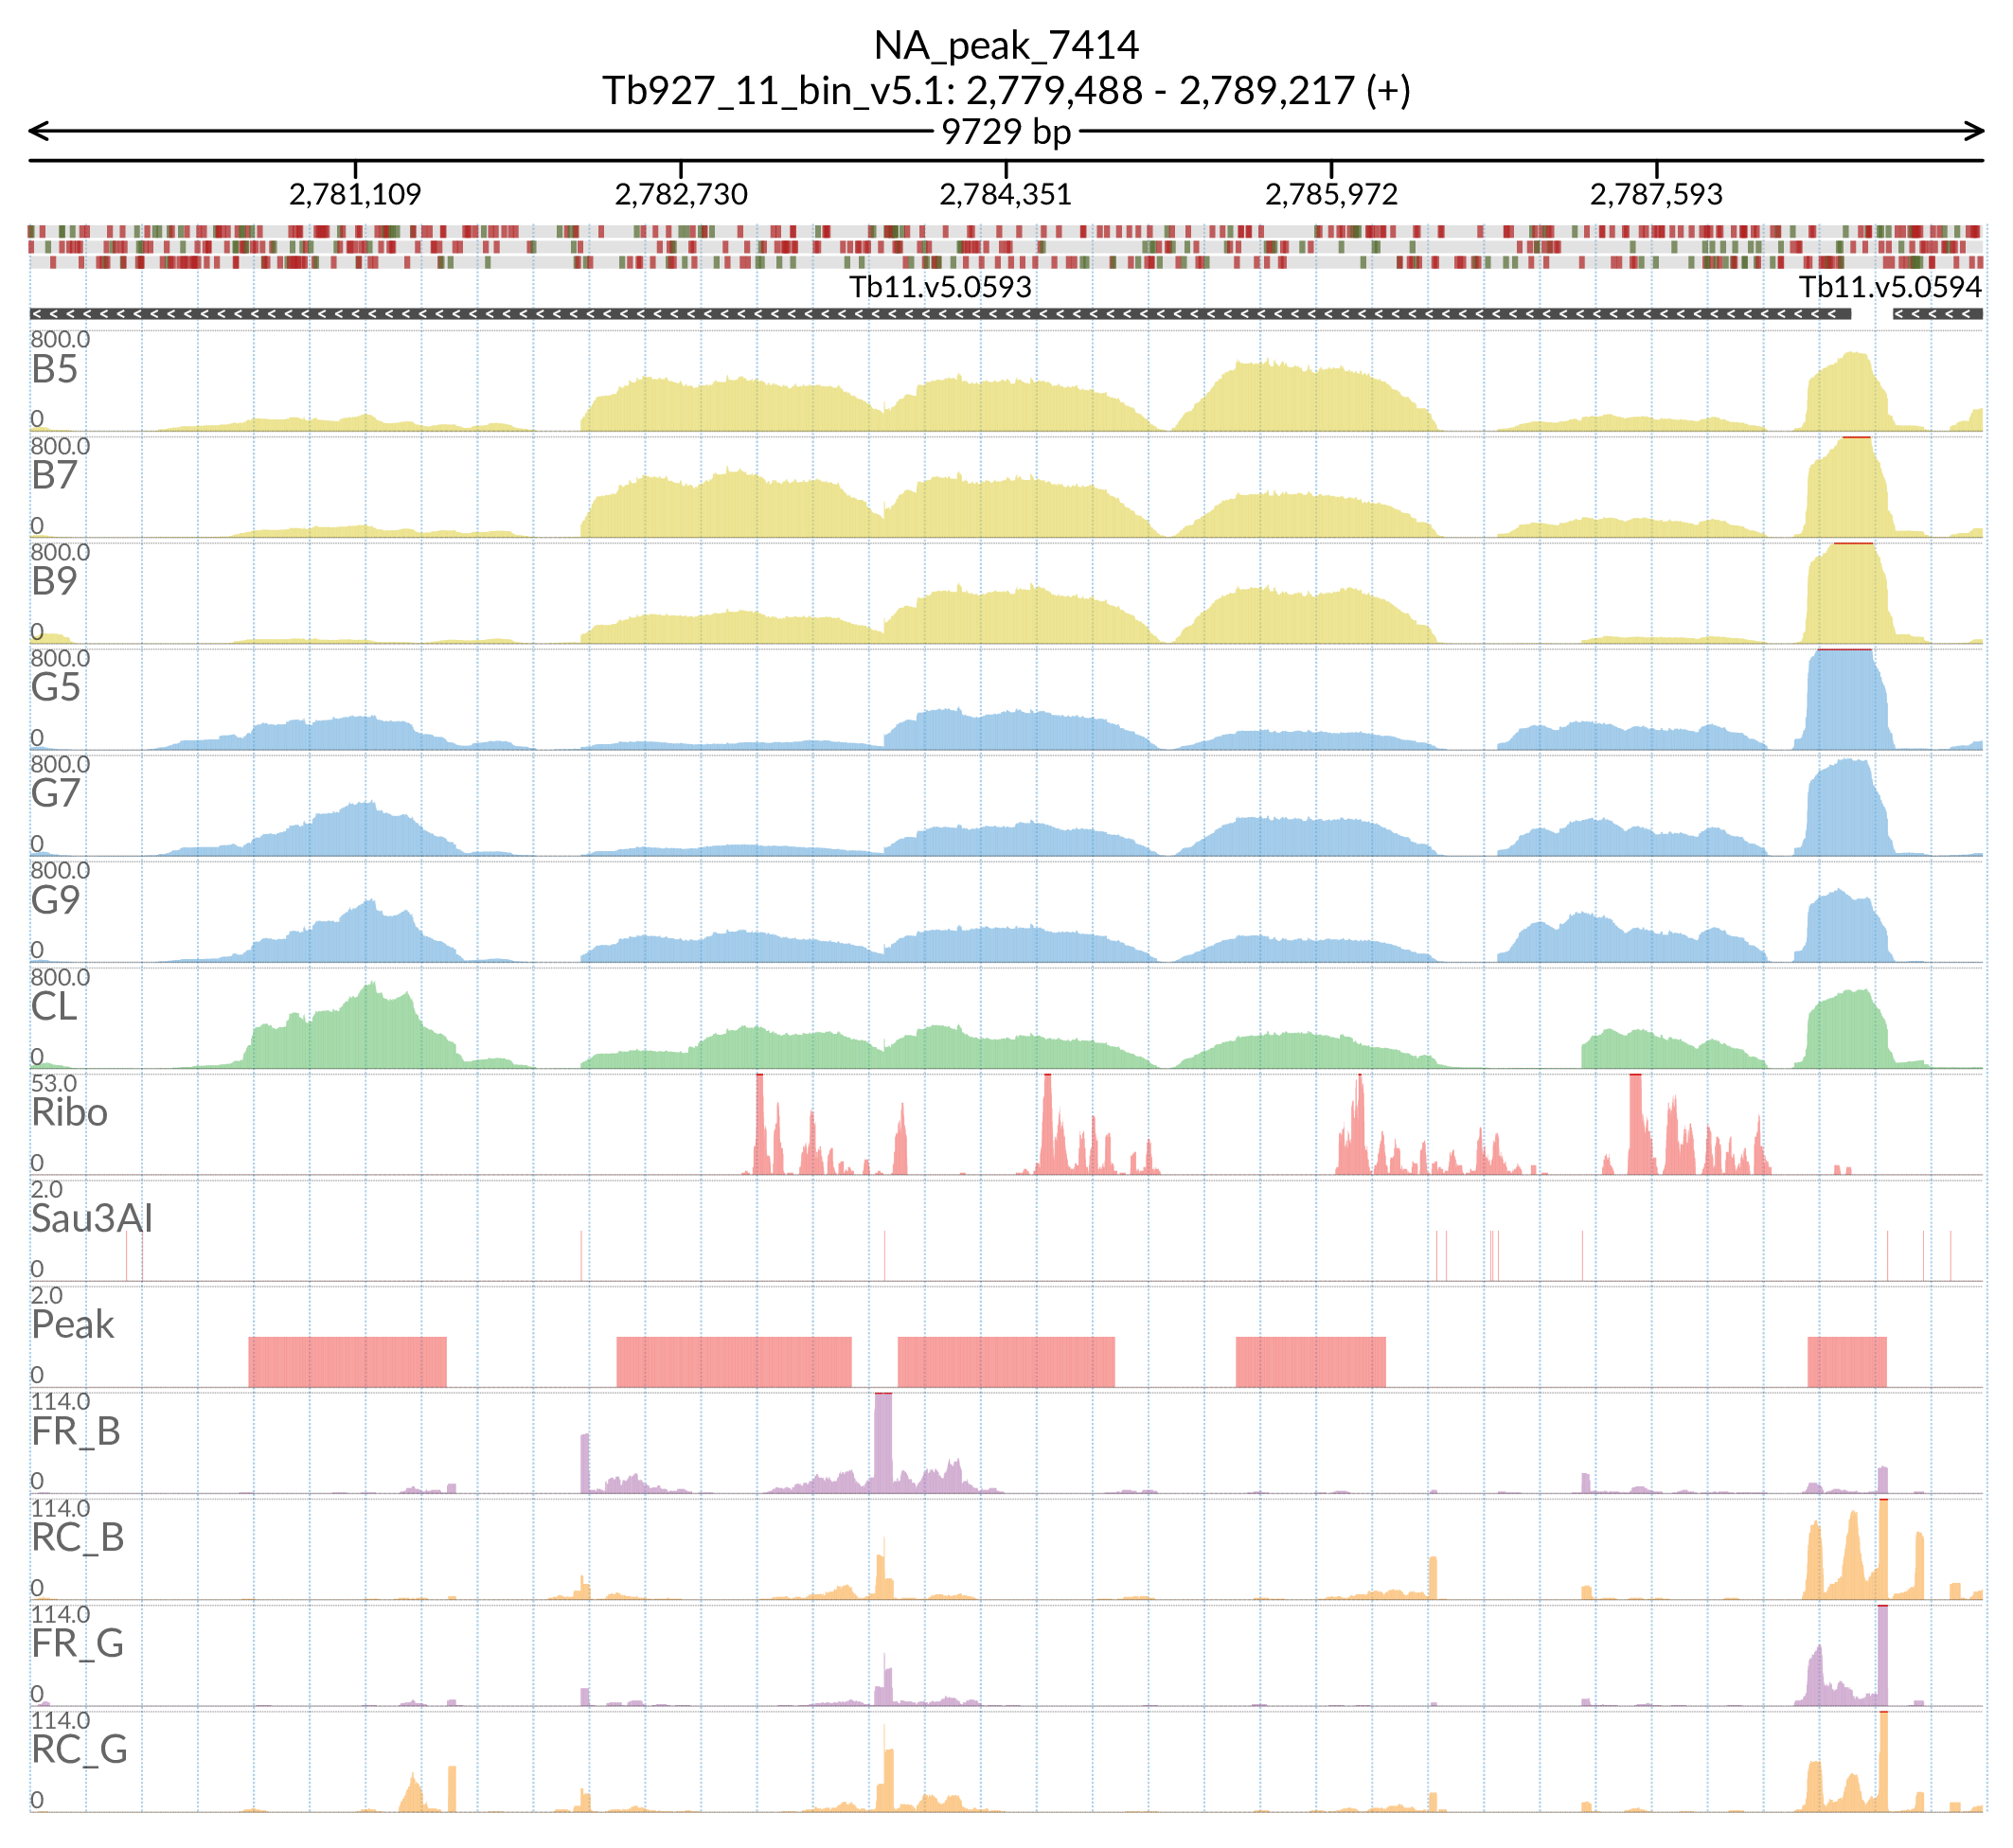 NA_peak_7414
Tb927_11_bin_v5.1: 2,779,488 - 2,789,217 (+)
9729 bp
2,781,109 2,782,730 2,784,351 2,785,972 2,787,593
Tb11.v5.0593 Tb11.v5.0594
800.0
B5
0
800.0
B7
0
800.0
B9
0
800.0
G5
0
800.0
G7
0
800.0
G9
0
800.0
CL
0
53.0
Ribo
0
2.0
Sau3AI
0
2.0
Peak
0
114.0
FR_B
0
114.0
RC_B
0
114.0
FR_G
0
114.0
RC_G
0